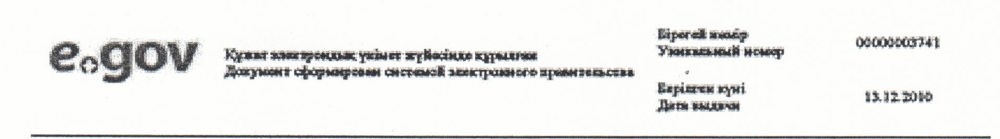 e.gov
Құжат электрондық үкімет жүйесінде құрылған
Документ сформирован системой электронного правительства
Бірегей нөмір
Уникальный номер
00000003741
Берілген күні
Дата выдачи
13.12.2010